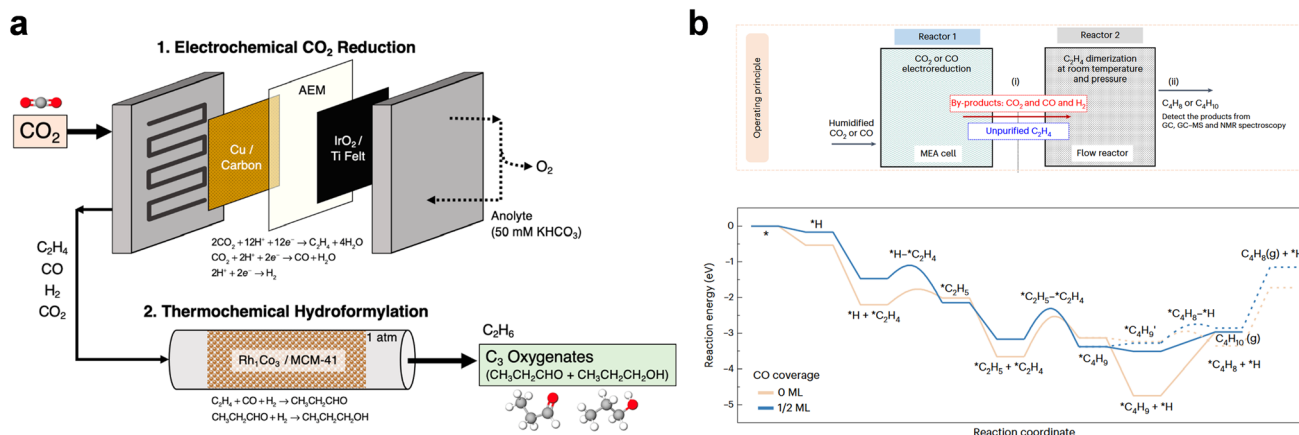 a
1. Electrochemical CO₂ Reduction
CO₂
Cu / Carbon
AEM
IrO₂ / Ti Felt
O₂
Anolyte
(50 mM KHCO₃)
2CO₂ + 12H⁺ + 12e⁻ → C₂H₄ + 4H₂O
CO₂ + 2H⁺ + 2e⁻ → CO + H₂O
2H⁺ + 2e⁻ → H₂
C₂H₄
CO
H₂
CO₂
2. Thermochemical Hydroformylation
1 atm
Rh₁Co₃ / MCM-41
C₂H₆
C₃ Oxygenates
(CH₃CH₂CHO + CH₃CH₂CH₂OH)
C₂H₄ + CO + H₂ → CH₃CH₂CHO
CH₃CH₂CHO + H₂ → CH₃CH₂CH₂OH
b
Operating principle
Reactor 1
Reactor 2
CO₂ or CO
electroreduction
(i)
C₂H₄ dimerization
at room temperature
and pressure
(ii)
By-products: CO₂ and CO and H₂
Unpurified C₂H₄
C₄H₈ or C₄H₁₀
Detect the products from
GC, GC–MS and NMR spectroscopy
Humidified
CO₂ or CO
MEA cell
Flow reactor
Reaction energy (eV)
0
–1
–2
–3
–4
–5
*
*H
*H + *C₂H₄
*H–*C₂H₄
*C₂H₅
*C₂H₅ + *C₂H₄
*C₂H₅–*C₂H₄
*C₄H₉
*C₄H₉'
*C₄H₉ + *H
*C₄H₈–*H
C₄H₈(g) + *H
C₄H₁₀(g)
*C₄H₈ + *H
CO coverage
0 ML
1/2 ML
Reaction coordinate